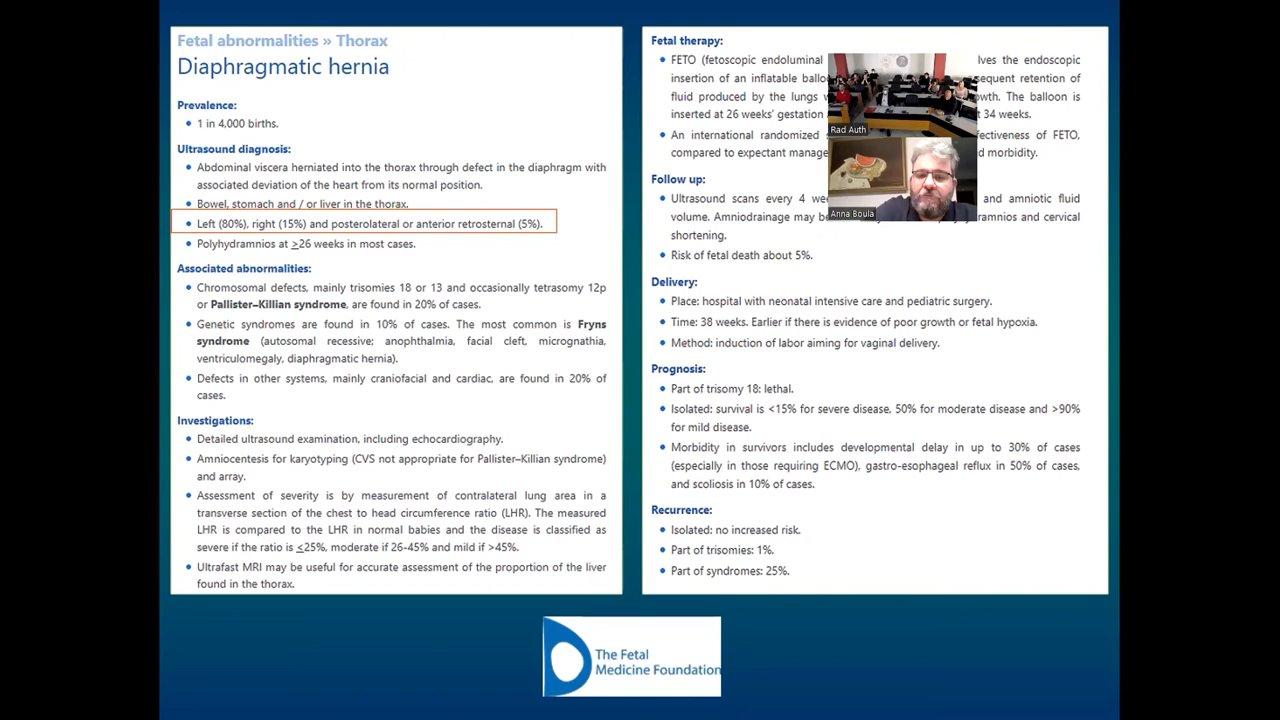 Fetal abnormalities » Thorax
Diaphragmatic hernia
Prevalence:
1 in 4,000 births.
Ultrasound diagnosis:
Abdominal viscera herniated into the thorax through defect in the diaphragm with
associated deviation of the heart from its normal position.
Bowel, stomach and / or liver in the thorax.
Left (80%), right (15%) and posterolateral or anterior retrosternal (5%).
Polyhydramnios at ≥26 weeks in most cases.
Associated abnormalities:
Chromosomal defects, mainly trisomies 18 or 13 and occasionally tetrasomy 12p
or Pallister–Killian syndrome, are found in 20% of cases.
Genetic syndromes are found in 10% of cases. The most common is Fryns
syndrome (autosomal recessive; anophthalmia, facial cleft, micrognathia,
ventriculomegaly, diaphragmatic hernia).
Defects in other systems, mainly craniofacial and cardiac, are found in 20% of
cases.
Investigations:
Detailed ultrasound examination, including echocardiography.
Amniocentesis for karyotyping (CVS not appropriate for Pallister–Killian syndrome)
and array.
Assessment of severity is by measurement of contralateral lung area in a
transverse section of the chest to head circumference ratio (LHR). The measured
LHR is compared to the LHR in normal babies and the disease is classified as
severe if the ratio is ≤25%, moderate if 26-45% and mild if >45%.
Ultrafast MRI may be useful for accurate assessment of the proportion of the liver
found in the thorax.
Fetal therapy:
FETO (fetoscopic endoluminal lves the endoscopic
insertion of an inflatable sequent retention of
fluid produced by the lungs wth. The balloon is
inserted at 26 weeks' gestation at 34 weeks.
An international randomized fectiveness of FETO,
compared to expectant d morbidity.
Follow up:
Ultrasound scans every 4 and amniotic fluid
volume. Amniodrainage may be ramnios and cervical
shortening.
Risk of fetal death about 5%.
Delivery:
Place: hospital with neonatal intensive care and pediatric surgery.
Time: 38 weeks. Earlier if there is evidence of poor growth or fetal hypoxia.
Method: induction of labor aiming for vaginal delivery.
Prognosis:
Part of trisomy 18: lethal.
Isolated: survival is <15% for severe disease, 50% for moderate disease and >90%
for mild disease.
Morbidity in survivors includes developmental delay in up to 30% of cases
(especially in those requiring ECMO), gastro-esophageal reflux in 50% of cases,
and scoliosis in 10% of cases.
Recurrence:
Isolated: no increased risk.
Part of trisomies: 1%.
Part of syndromes: 25%.
Rad Auth
Anna Boula
The Fetal
Medicine Foundation